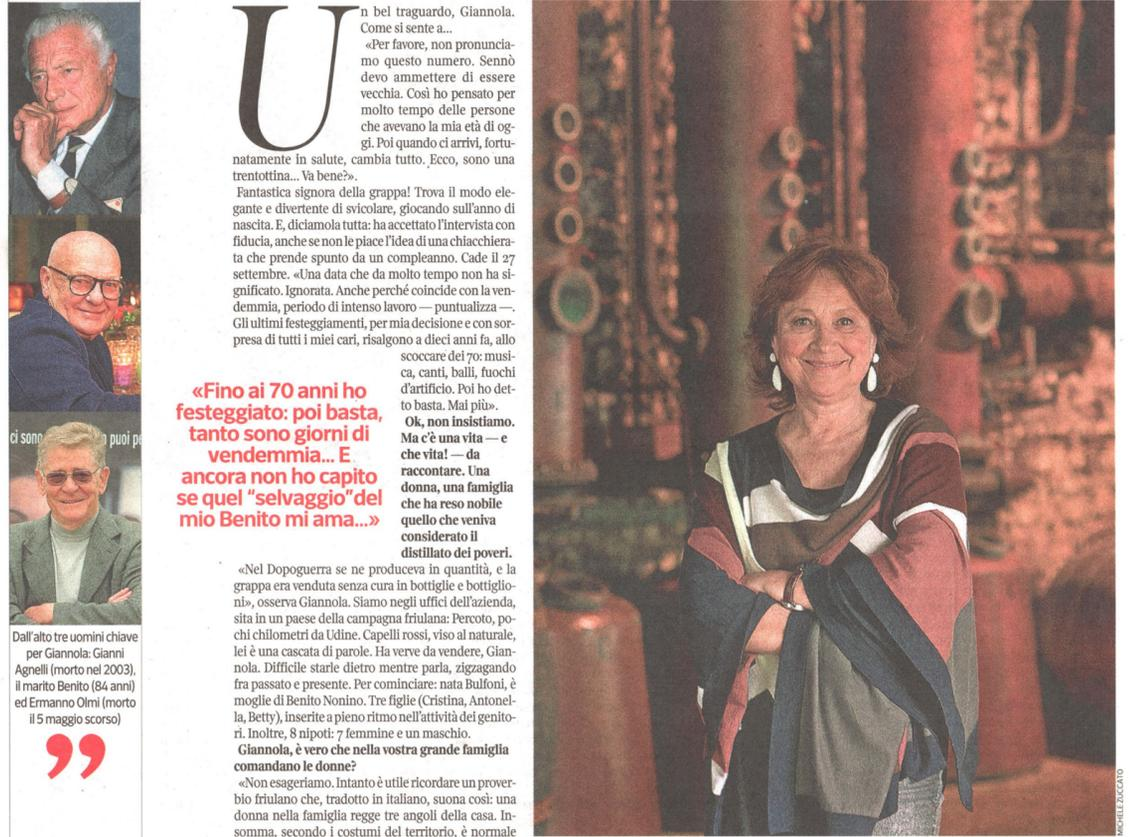 Un bel traguardo, Giannola.
Come si sente a...
«Per favore, non pronuncia-
mo questo numero. Sennò
devo ammettere di essere
vecchia. Così ho pensato per
molto tempo delle persone
che avevano la mia età di og-
gi. Poi quando ci arrivi, fortu-
natamente in salute, cambia tutto. Ecco, sono una
trentottina... Va bene?».
Fantastica signora della grappa! Trova il modo ele-
gante e divertente di svicolare, giocando sull'anno di
nascita. E, diciamola tutta: ha accettato l'intervista con
fiducia, anche se non le piace l'idea di una chiacchiera-
ta che prende spunto da un compleanno. Cade il 27
settembre. «Una data che da molto tempo non ha si-
gnificato. Ignorata. Anche perché coincide con la ven-
demmia, periodo di intenso lavoro — puntualizza —.
Gli ultimi festeggiamenti, per mia decisione e con sor-
presa di tutti i miei cari, risalgono a dieci anni fa, allo
scoccare dei 70: musi-
ca, canti, balli, fuochi
d'artificio. Poi ho det-
to basta. Mai più».
Ok, non insistiamo.
Ma c'è una vita — e
che vita! — da
raccontare. Una
donna, una famiglia
che ha reso nobile
quello che veniva
considerato il
distillato dei poveri.
«Nel Dopoguerra se ne produceva in quantità, e la
grappa era venduta senza cura in bottiglie e bottiglio-
ni», osserva Giannola. Siamo negli uffici dell'azienda,
sita in un paese della campagna friulana: Percoto, po-
chi chilometri da Udine. Capelli rossi, viso al naturale,
lei è una cascata di parole. Ha verve da vendere, Gian-
nola. Difficile starle dietro mentre parla, zigzagando
fra passato e presente. Per cominciare: nata Bulfoni, è
moglie di Benito Nonino. Tre figlie (Cristina, Antonel-
la, Betty), inserite a pieno ritmo nell'attività dei genito-
ri. Inoltre, 8 nipoti: 7 femmine e un maschio.
Giannola, è vero che nella vostra grande famiglia
comandano le donne?
«Non esageriamo. Intanto è utile ricordare un prover-
bio friulano che, tradotto in italiano, suona così: una
donna nella famiglia regge tre angoli della casa. In-
somma, secondo i costumi del territorio, è normale
«Fino ai 70 anni ho
festeggiato: poi basta,
tanto sono giorni di
vendemmia... E
ancora non ho capito
se quel "selvaggio"del
mio Benito mi ama...»
ci sono
n puoi pe
Dall'alto tre uomini chiave
per Giannola: Gianni
Agnelli (morto nel 2003),
il marito Benito (84 anni)
ed Ermanno Olmi (morto
il 5 maggio scorso)
”
MICHELE ZUCCATO